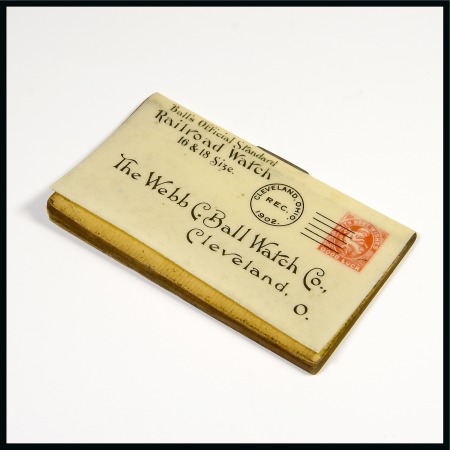 Ball's Official Standard
Railroad Watch
16 & 18 Size.
The Webb C. Ball Watch Co.,
Cleveland, O.
CLEVELAND, OHIO.
REC.
1902.